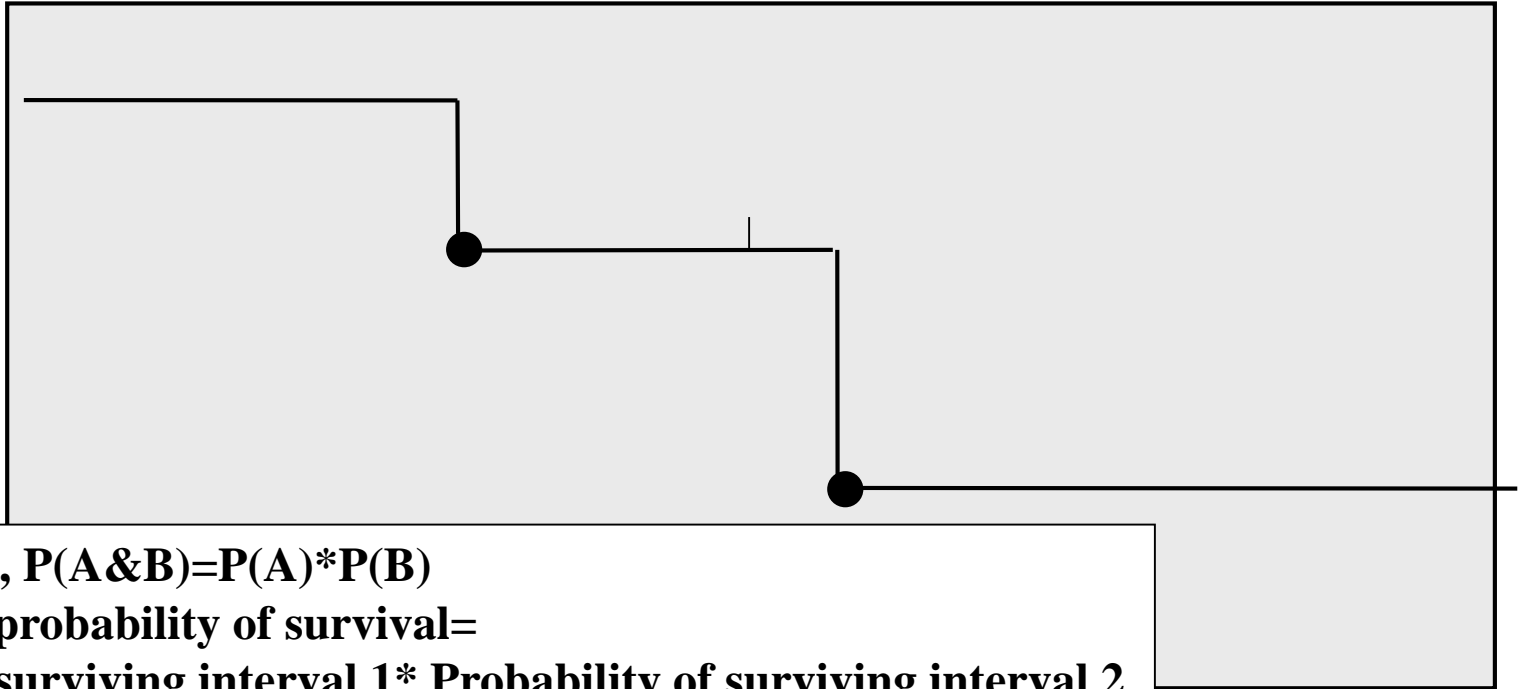 , P(A&B)=P(A)*P(B)
probability of survival=
surviving interval 1* Probability of surviving interval 2